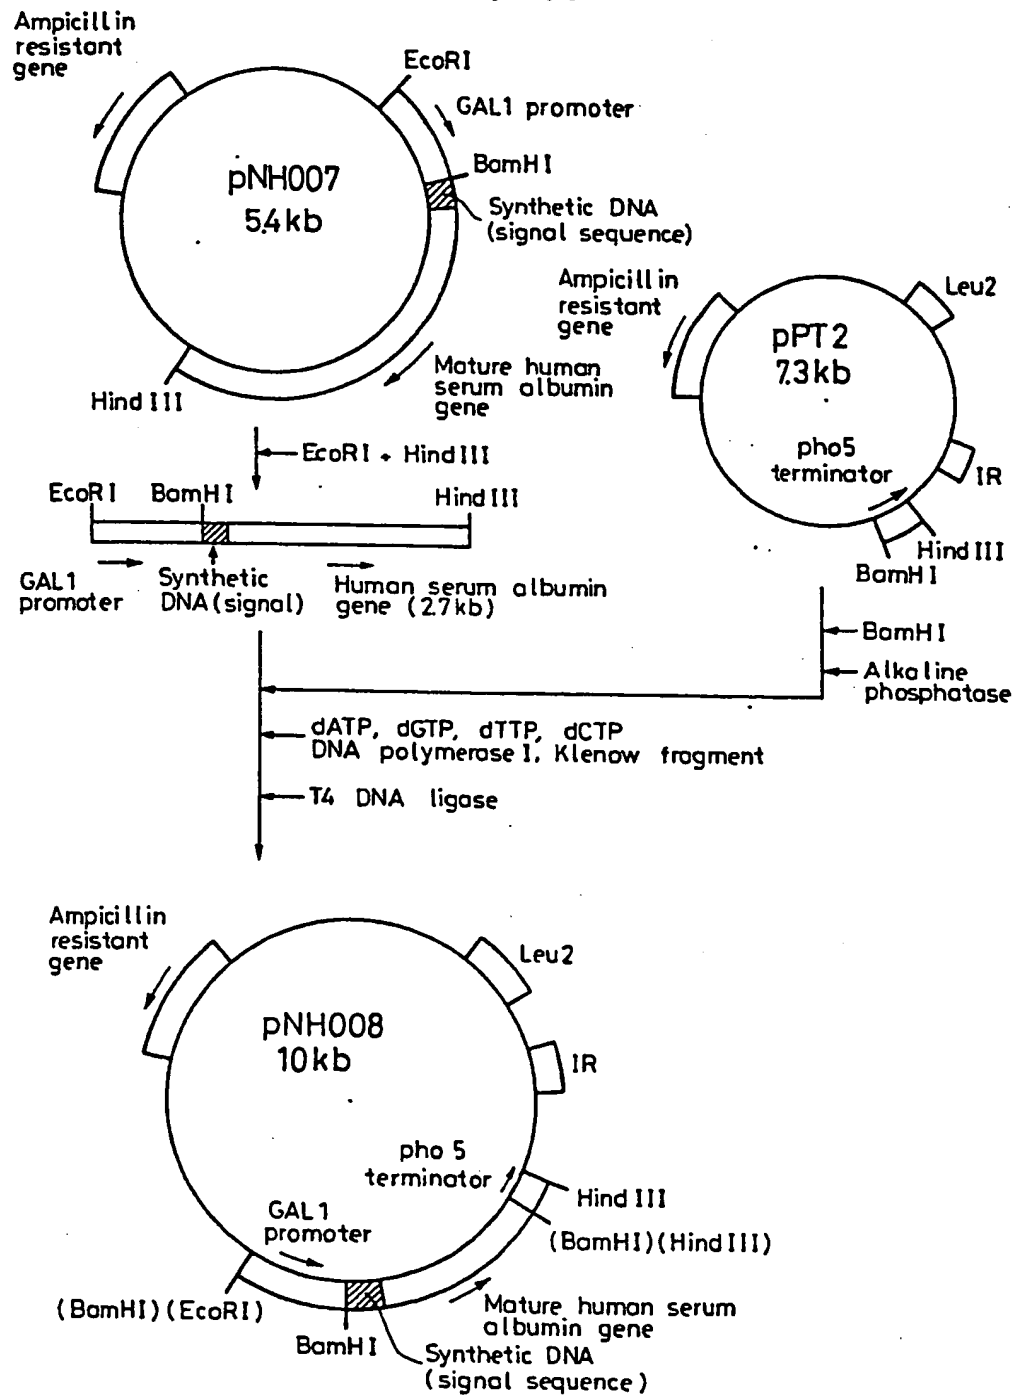 Ampicillin
resistant
gene
EcoRI
GAL1 promoter
BamHI
pNH007
5.4kb
Synthetic DNA
(signal sequence)
Mature human
serum albumin
gene
Hind III
Ampicillin
resistant
gene
Leu2
pPT2
7.3kb
pho5
terminator
IR
Hind III
BamHI
EcoRI + Hind III
EcoRI
BamHI
Hind III
GAL1
promoter
Synthetic
DNA (signal)
Human serum albumin
gene (2.7kb)
BamHI
Alkaline
phosphatase
dATP, dGTP, dTTP, dCTP
DNA polymerase I, Klenow fragment
T4 DNA ligase
Ampicillin
resistant
gene
Leu2
pNH008
10kb
IR
pho 5
terminator
Hind III
(BamHI)(Hind III)
GAL1
promoter
(BamHI)(EcoRI)
BamHI
Mature human serum
albumin gene
Synthetic DNA
(signal sequence)